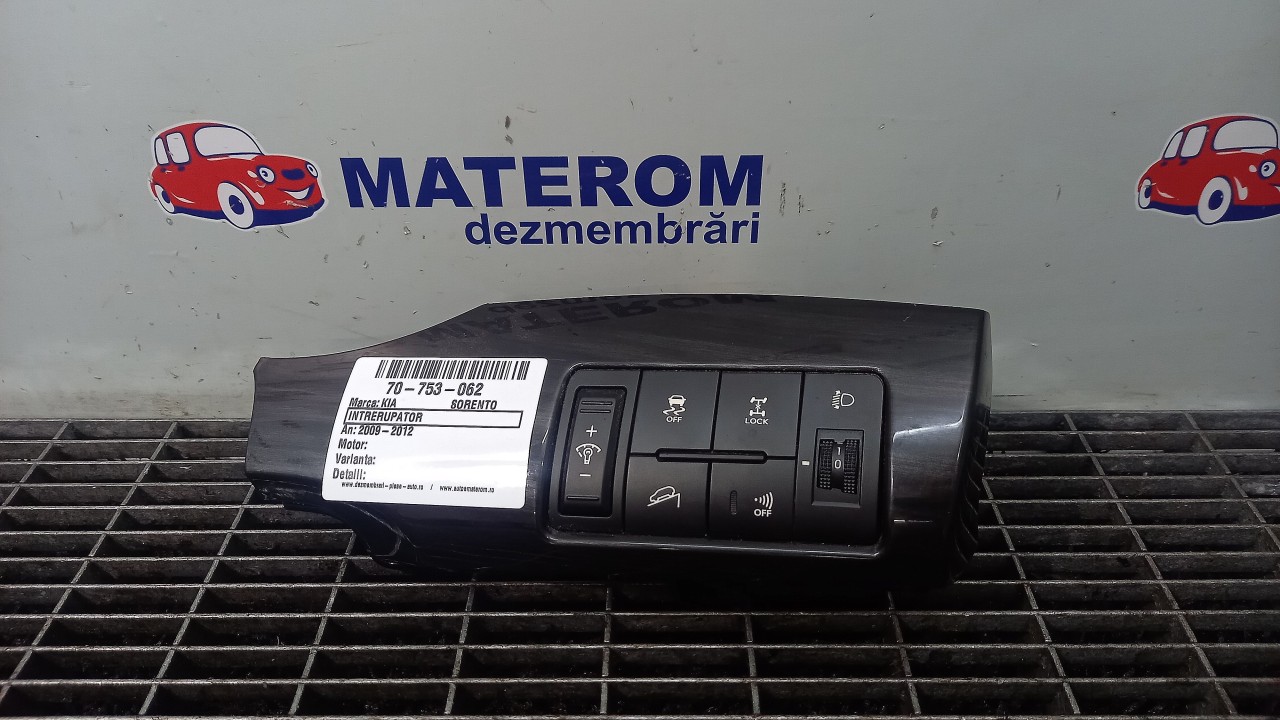 MATEROM
dezmembrări
70-753-062
Marca: KIA SORENTO
INTRERUPATOR
An: 2009-2012
Motor:
Varianta:
Detalii:
www.dezmembrari-piese-auto.ro / www.automaterom.ro
+
-
OFF
LOCK
OFF
1
0